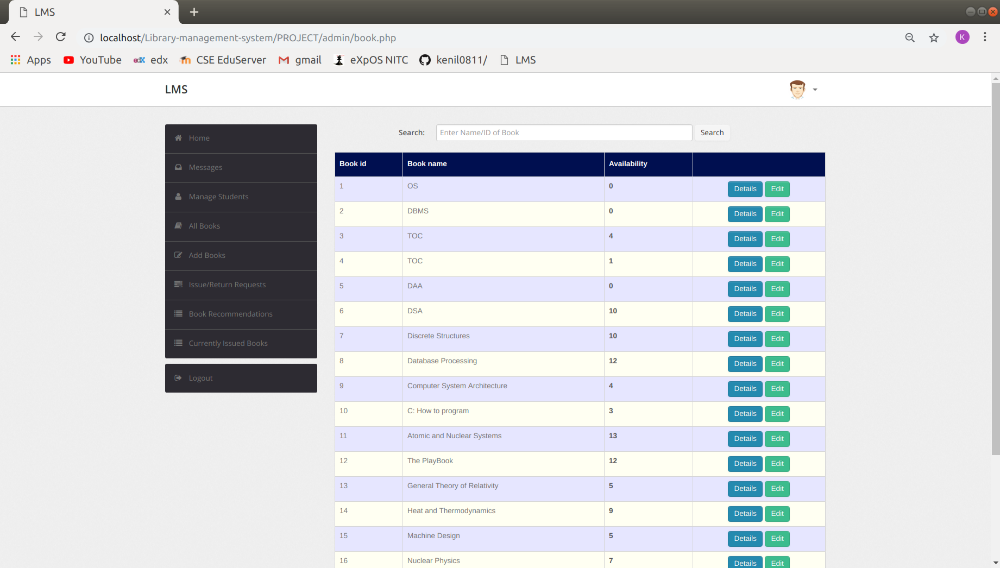 LMS
localhost/Library-management-system/PROJECT/admin/book.php
K
Apps YouTube edx CSE EduServer gmail eXpOS NITC kenil0811/ LMS
LMS
Home
Messages
Manage Students
All Books
Add Books
Issue/Return Requests
Book Recommendations
Currently Issued Books
Logout
Search: Enter Name/ID of Book Search
Book id Book name Availability
1 OS 0 Details Edit
2 DBMS 0 Details Edit
3 TOC 4 Details Edit
4 TOC 1 Details Edit
5 DAA 0 Details Edit
6 DSA 10 Details Edit
7 Discrete Structures 10 Details Edit
8 Database Processing 12 Details Edit
9 Computer System Architecture 4 Details Edit
10 C: How to program 3 Details Edit
11 Atomic and Nuclear Systems 13 Details Edit
12 The PlayBook 12 Details Edit
13 General Theory of Relativity 5 Details Edit
14 Heat and Thermodynamics 9 Details Edit
15 Machine Design 5 Details Edit
16 Nuclear Physics 7 Details Edit